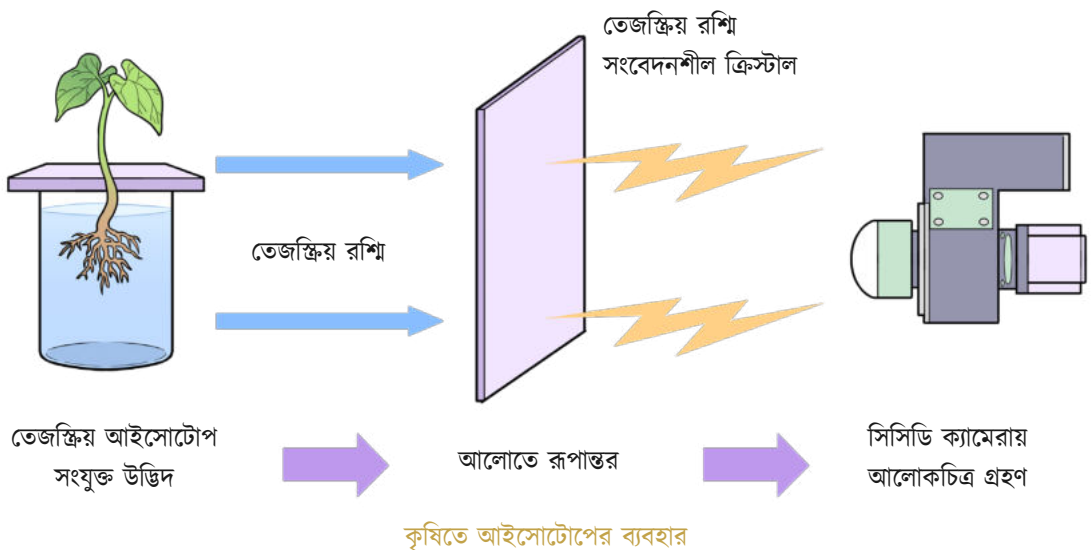 তেজস্ক্রিয় রশ্মি
সংবেদনশীল ক্রিস্টাল
তেজস্ক্রিয় রশ্মি
তেজস্ক্রিয় আইসোটোপ
সংযুক্ত উদ্ভিদ
আলোতে রূপান্তর
সিসিডি ক্যামেরায়
আলোকচিত্র গ্রহণ
কৃষিতে আইসোটোপের ব্যবহার